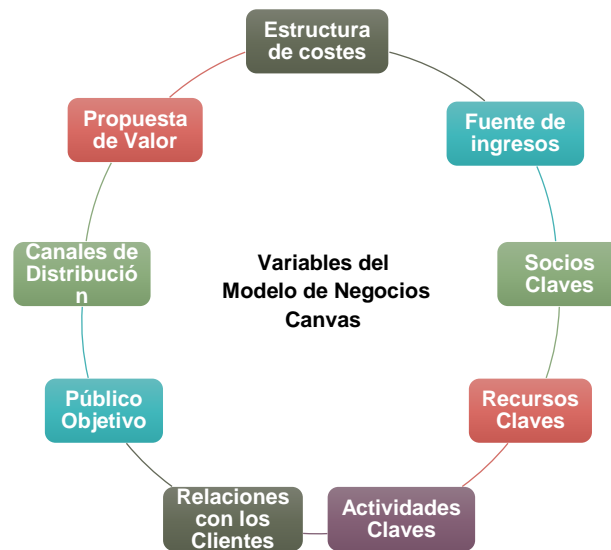 Estructura
de costes
Fuente de
ingresos
Socios
Claves
Recursos
Claves
Actividades
Claves
Relaciones
con los
Clientes
Público
Objetivo
Canales de
Distribució
n
Propuesta
de Valor
Variables del
Modelo de Negocios
Canvas